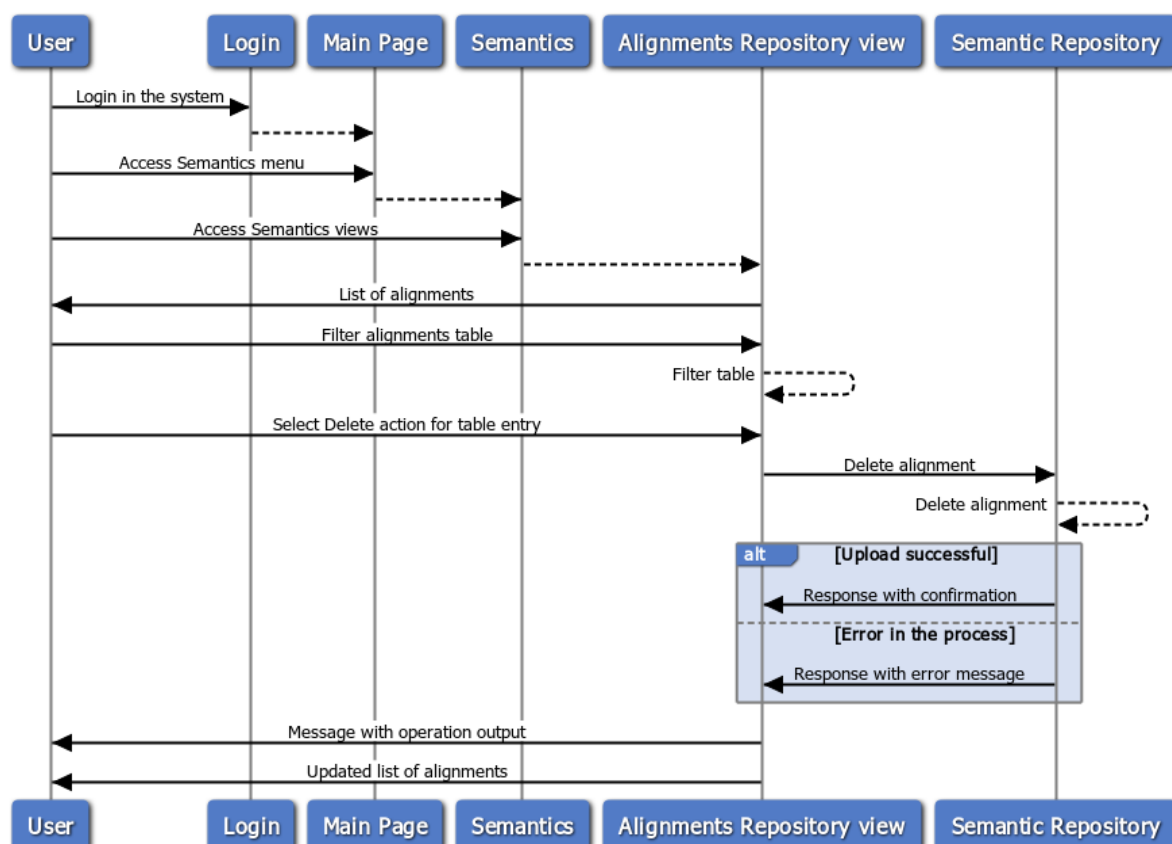 User
Login
Main Page
Semantics
Alignments Repository view
Semantic Repository
Login in the system
Access Semantics menu
Access Semantics views
List of alignments
Filter alignments table
Filter table
Select Delete action for table entry
Delete alignment
Delete alignment
alt
[Upload successful]
Response with confirmation
[Error in the process]
Response with error message
Message with operation output
Updated list of alignments
User
Login
Main Page
Semantics
Alignments Repository view
Semantic Repository